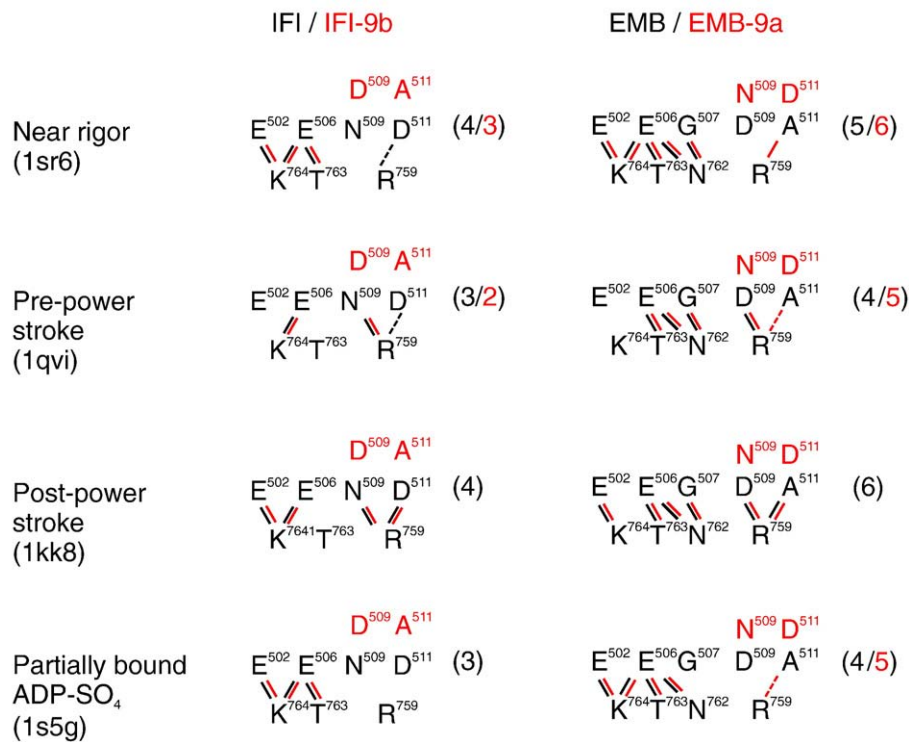 IFI / IFI-9b EMB / EMB-9a
D⁵⁰⁹ A⁵¹¹ N⁵⁰⁹ D⁵¹¹
Near rigor E⁵⁰² E⁵⁰⁶ N⁵⁰⁹ D⁵¹¹ (4/3) E⁵⁰² E⁵⁰⁶ G⁵⁰⁷ D⁵⁰⁹ A⁵¹¹ (5/6)
(1sr6) K⁷⁶⁴ T⁷⁶³ R⁷⁵⁹ K⁷⁶⁴ T⁷⁶³ N⁷⁶² R⁷⁵⁹
D⁵⁰⁹ A⁵¹¹ N⁵⁰⁹ D⁵¹¹
Pre-power E⁵⁰² E⁵⁰⁶ N⁵⁰⁹ D⁵¹¹ (3/2) E⁵⁰² E⁵⁰⁶ G⁵⁰⁷ D⁵⁰⁹ A⁵¹¹ (4/5)
stroke
(1qvi) K⁷⁶⁴ T⁷⁶³ R⁷⁵⁹ K⁷⁶⁴ T⁷⁶³ N⁷⁶² R⁷⁵⁹
D⁵⁰⁹ A⁵¹¹ N⁵⁰⁹ D⁵¹¹
Post-power E⁵⁰² E⁵⁰⁶ N⁵⁰⁹ D⁵¹¹ (4) E⁵⁰² E⁵⁰⁶ G⁵⁰⁷ D⁵⁰⁹ A⁵¹¹ (6)
stroke
(1kk8) K⁷⁶⁴¹ T⁷⁶³ R⁷⁵⁹ K⁷⁶⁴ T⁷⁶³ N⁷⁶² R⁷⁵⁹
D⁵⁰⁹ A⁵¹¹ N⁵⁰⁹ D⁵¹¹
Partially bound E⁵⁰² E⁵⁰⁶ N⁵⁰⁹ D⁵¹¹ (3) E⁵⁰² E⁵⁰⁶ G⁵⁰⁷ D⁵⁰⁹ A⁵¹¹ (4/5)
ADP-SO₄
(1s5g) K⁷⁶⁴ T⁷⁶³ R⁷⁵⁹ K⁷⁶⁴ T⁷⁶³ N⁷⁶² R⁷⁵⁹